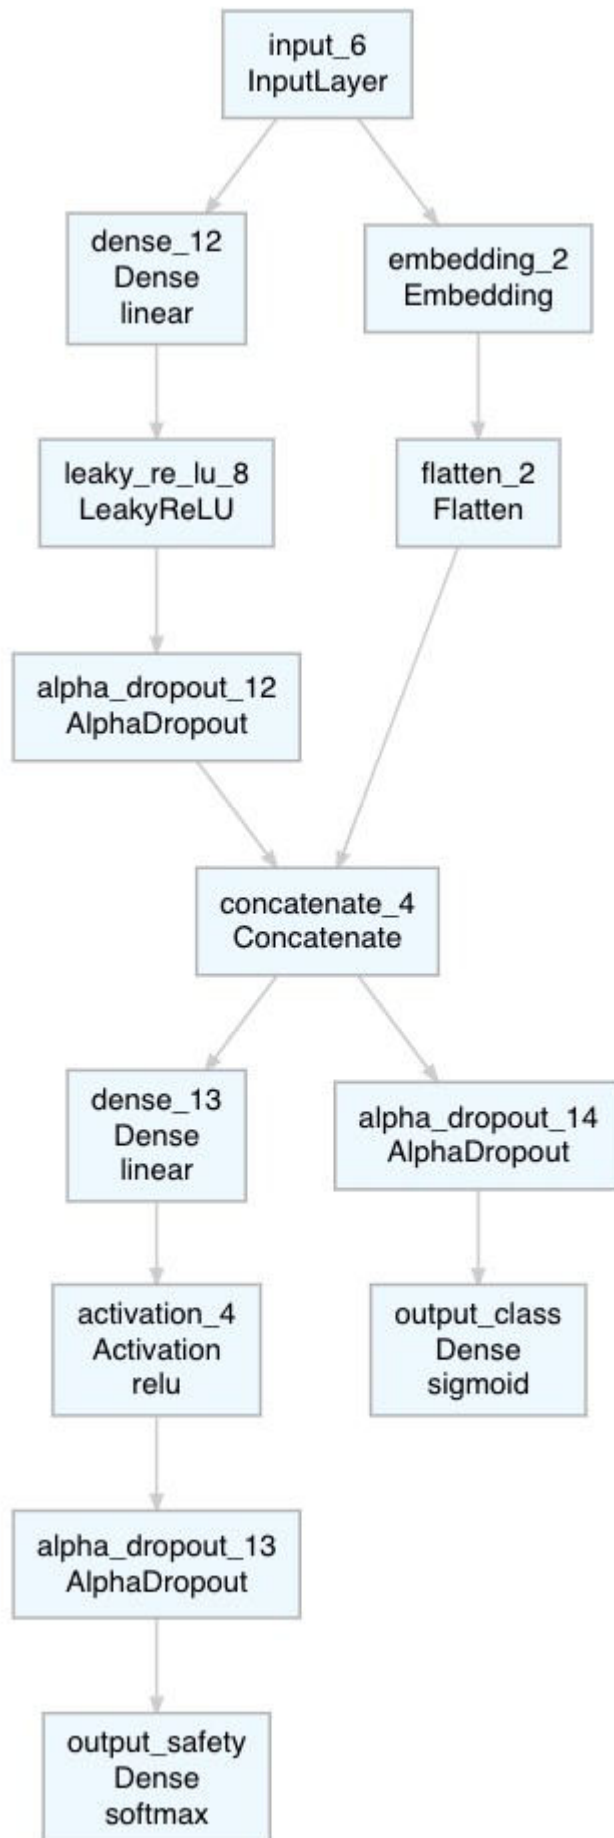 input_6
InputLayer
dense_12
Dense
linear
embedding_2
Embedding
leaky_re_lu_8
LeakyReLU
flatten_2
Flatten
alpha_dropout_12
AlphaDropout
concatenate_4
Concatenate
dense_13
Dense
linear
alpha_dropout_14
AlphaDropout
activation_4
Activation
relu
output_class
Dense
sigmoid
alpha_dropout_13
AlphaDropout
output_safety
Dense
softmax